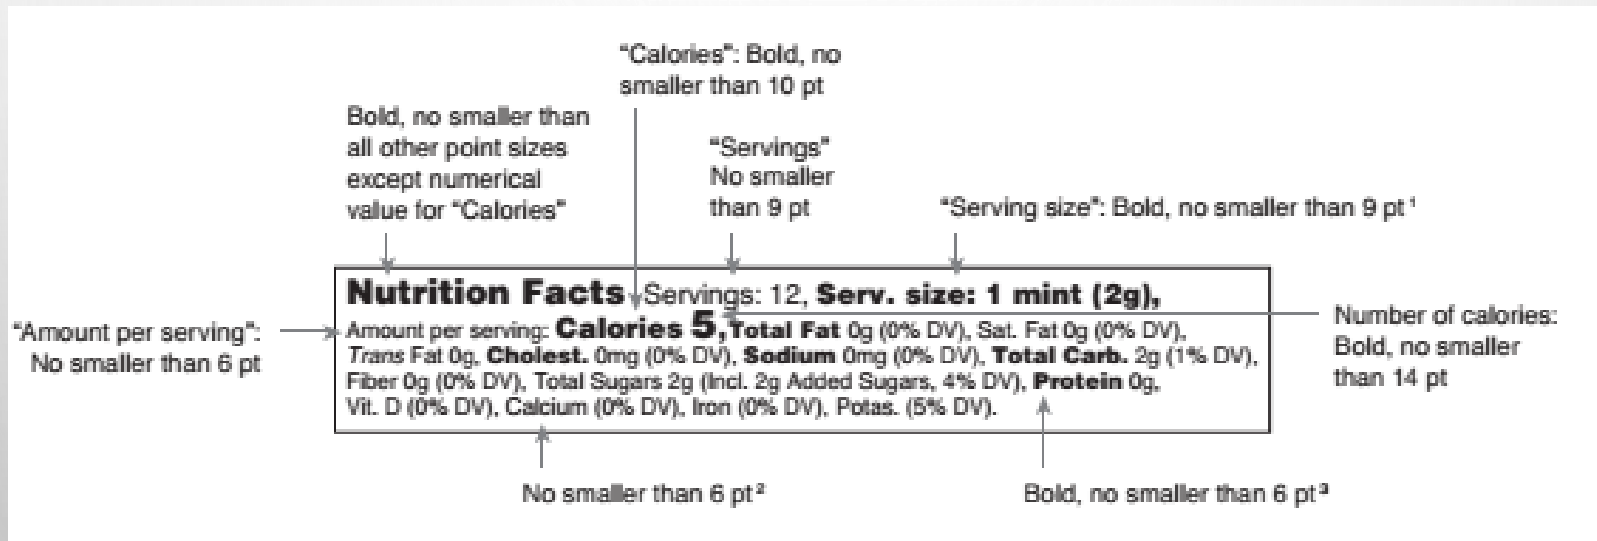 "Calories": Bold, no
smaller than 10 pt
Bold, no smaller than
all other point sizes
except numerical
value for "Calories"
"Servings"
No smaller
than 9 pt
"Serving size": Bold, no smaller than 9 pt¹
Nutrition Facts Servings: 12, Serv. size: 1 mint (2g),
Amount per serving: Calories 5, Total Fat 0g (0% DV), Sat. Fat 0g (0% DV),
Trans Fat 0g, Cholest. 0mg (0% DV), Sodium 0mg (0% DV), Total Carb. 2g (1% DV),
Fiber 0g (0% DV), Total Sugars 2g (Incl. 2g Added Sugars, 4% DV), Protein 0g,
Vit. D (0% DV), Calcium (0% DV), Iron (0% DV), Potas. (5% DV).
"Amount per serving":
No smaller than 6 pt
Number of calories:
Bold, no smaller
than 14 pt
No smaller than 6 pt²
Bold, no smaller than 6 pt³